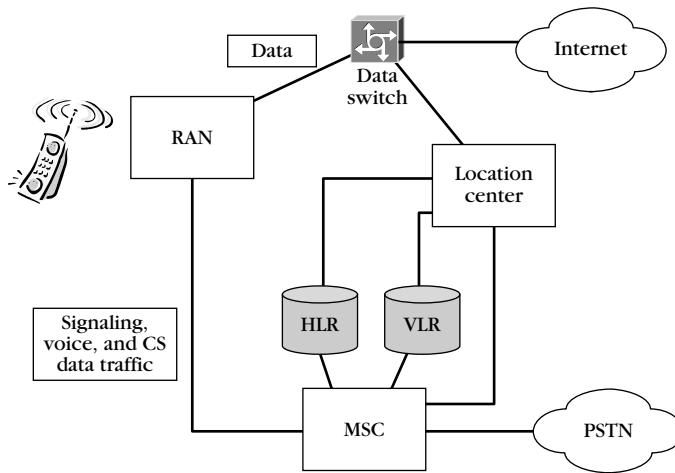 Data
Internet
Data
switch
RAN
Location
center
HLR
VLR
Signaling,
voice, and CS
data traffic
MSC
PSTN